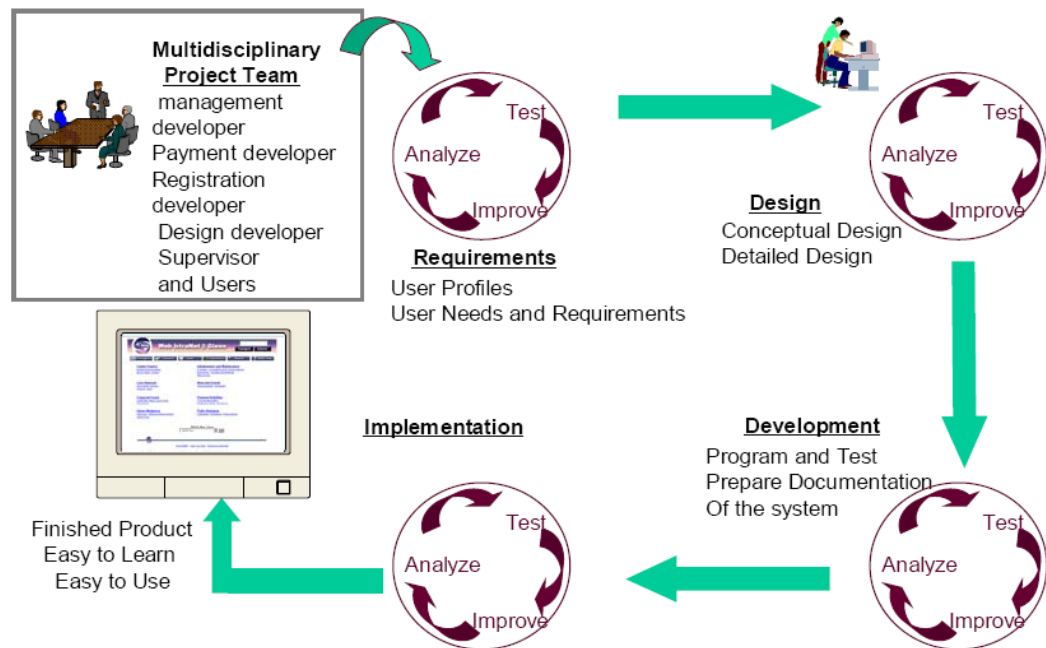 Multidisciplinary
Project Team
management
developer
Payment developer
Registration
developer
Design developer
Supervisor
and Users
Test
Analyze
Improve
Requirements
User Profiles
User Needs and Requirements
Test
Analyze
Improve
Design
Conceptual Design
Detailed Design
Development
Program and Test
Prepare Documentation
Of the system
Test
Analyze
Improve
Implementation
Test
Analyze
Improve
Finished Product
Easy to Learn
Easy to Use